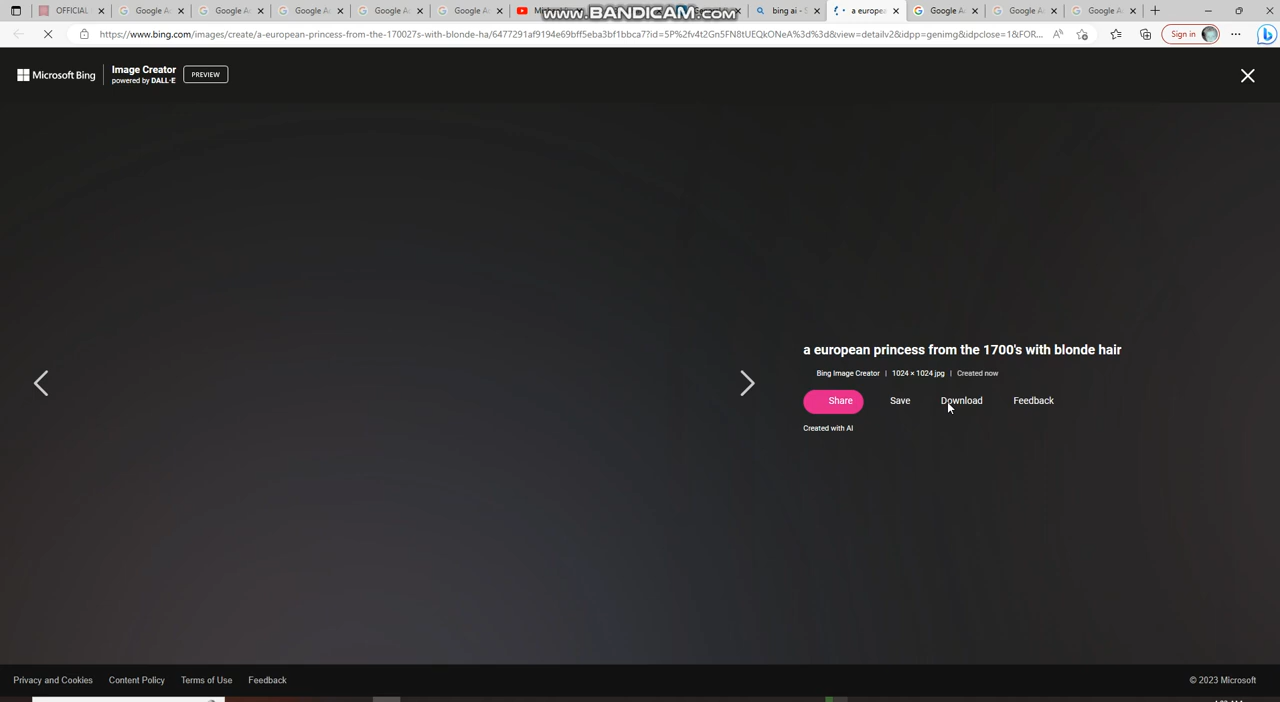 OFFICIAL
Google A
Google A
Google A
Google A
Google A
www.BANDICAM.com
bing ai - S
a europea
Google A
Google A
Google A
https://www.bing.com/images/create/a-european-princess-from-the-170027s-with-blonde-ha/6477291af9194e69bff5eba3bf1bbca7?id=5P%2fv4t2Gn5FN8tUEQkONeA%3d%3d&view=detailv2&idpp=genimg&idpclose=1&FOR...
Sign in
Microsoft Bing
Image Creator
powered by DALL·E
PREVIEW
a european princess from the 1700's with blonde hair
Bing Image Creator | 1024 × 1024 jpg | Created now
Share Save Download Feedback
Created with AI
Privacy and Cookies Content Policy Terms of Use Feedback © 2023 Microsoft